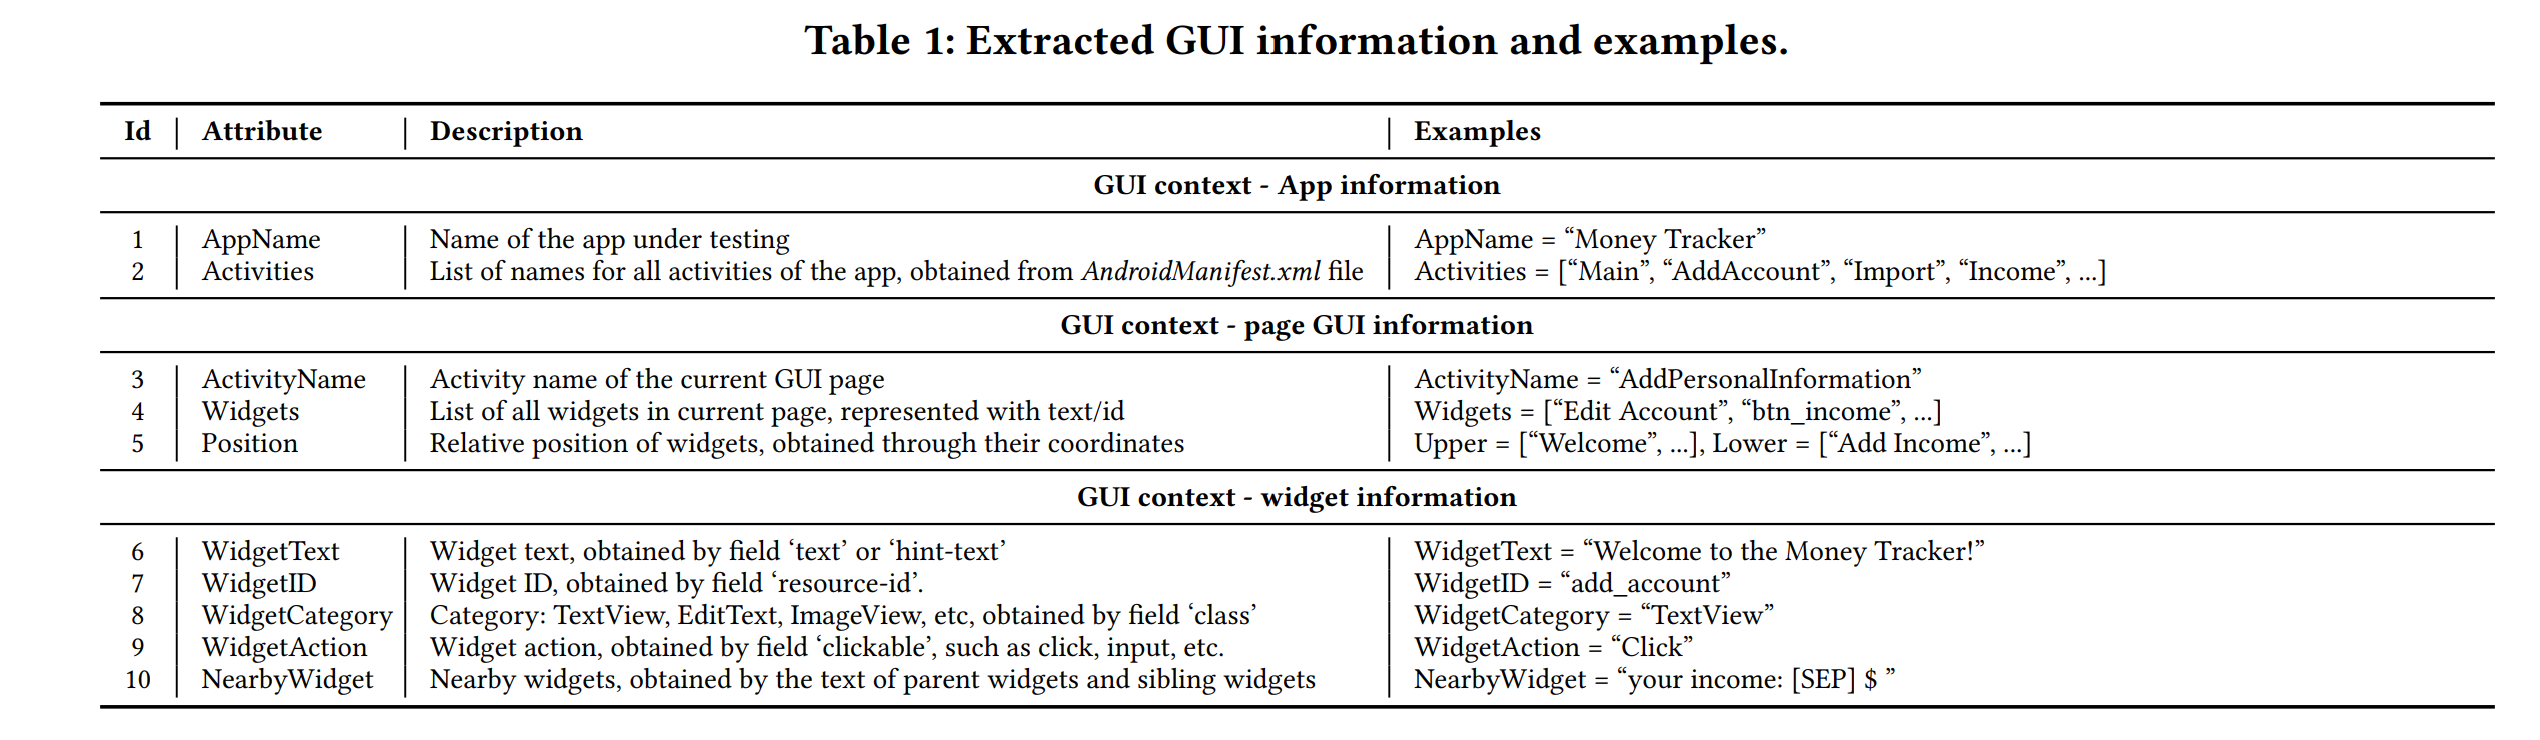 Table 1: Extracted GUI information and examples.
Id | Attribute | Description | Examples
GUI context - App information
1 | AppName | Name of the app under testing | AppName = “Money Tracker”
2 | Activities | List of names for all activities of the app, obtained from AndroidManifest.xml file | Activities = [“Main”, “AddAccount”, “Import”, “Income”, ...]
GUI context - page GUI information
3 | ActivityName | Activity name of the current GUI page | ActivityName = “AddPersonalInformation”
4 | Widgets | List of all widgets in current page, represented with text/id | Widgets = [“Edit Account”, “btn_income”, ...]
5 | Position | Relative position of widgets, obtained through their coordinates | Upper = [“Welcome”, ...], Lower = [“Add Income”, ...]
GUI context - widget information
6 | WidgetText | Widget text, obtained by field ‘text’ or ‘hint-text’ | WidgetText = “Welcome to the Money Tracker!”
7 | WidgetID | Widget ID, obtained by field ‘resource-id’. | WidgetID = “add_account”
8 | WidgetCategory | Category: TextView, EditText, ImageView, etc, obtained by field ‘class’ | WidgetCategory = “TextView”
9 | WidgetAction | Widget action, obtained by field ‘clickable’, such as click, input, etc. | WidgetAction = “Click”
10 | NearbyWidget | Nearby widgets, obtained by the text of parent widgets and sibling widgets | NearbyWidget = “your income: [SEP] $ ”